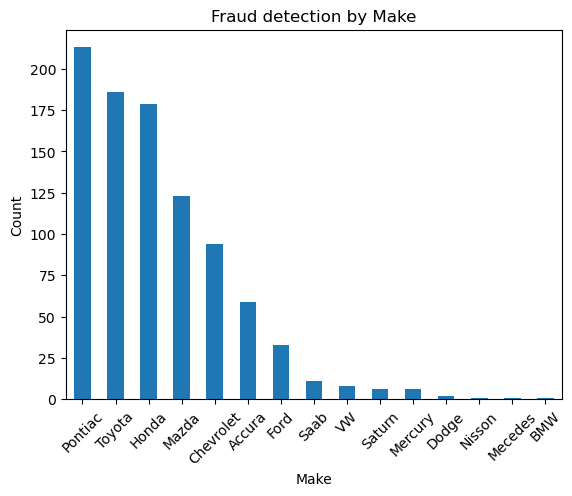 Fraud detection by Make
Count
200
175
150
125
100
75
50
25
0
Pontiac
Toyota
Honda
Mazda
Chevrolet
Accura
Ford
Saab
VW
Saturn
Mercury
Dodge
Nisson
Mecedes
BMW
Make